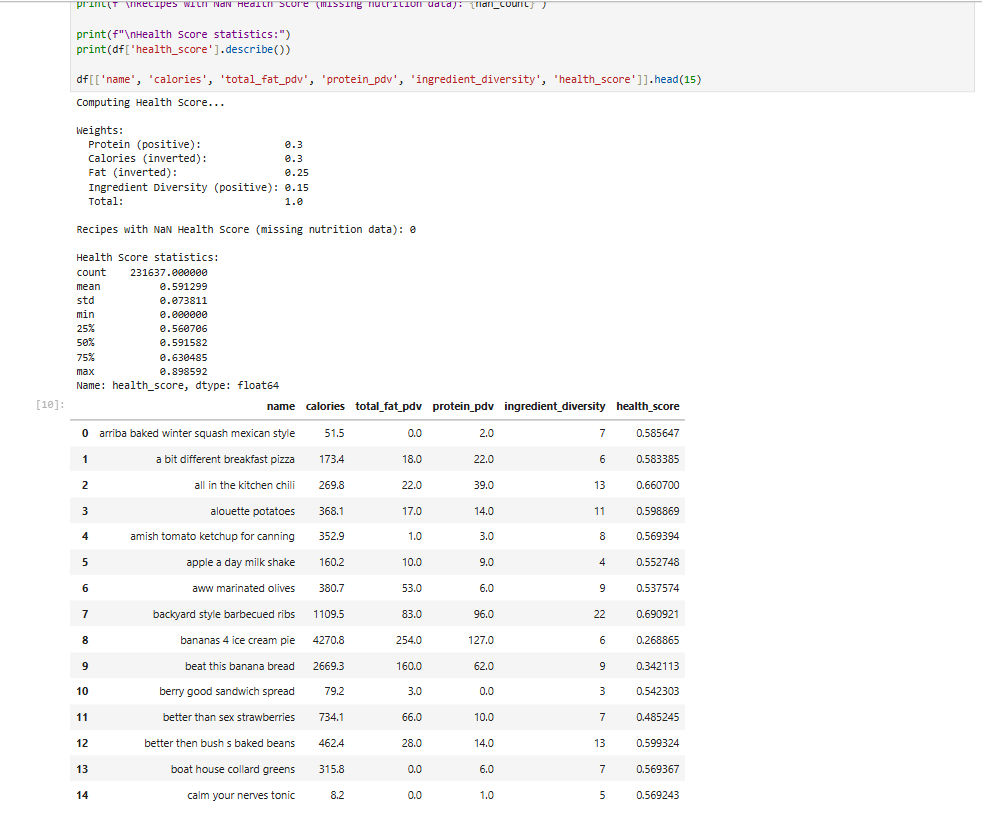 print(f"\nRecipes with NaN Health Score (missing nutrition data): {nan_count}")
print(f"\nHealth Score statistics:")
print(df['health_score'].describe())
df[['name', 'calories', 'total_fat_pdv', 'protein_pdv', 'ingredient_diversity', 'health_score']].head(15)
Computing Health Score...
Weights:
Protein (positive): 0.3
Calories (inverted): 0.3
Fat (inverted): 0.25
Ingredient Diversity (positive): 0.15
Total: 1.0
Recipes with NaN Health Score (missing nutrition data): 0
Health Score statistics:
count 231637.000000
mean 0.591299
std 0.073811
min 0.000000
25% 0.560706
50% 0.591582
75% 0.630485
max 0.898592
Name: health_score, dtype: float64
[10]:
name calories total_fat_pdv protein_pdv ingredient_diversity health_score
0 arriba baked winter squash mexican style 51.5 0.0 2.0 7 0.585647
1 a bit different breakfast pizza 173.4 18.0 22.0 6 0.583385
2 all in the kitchen chili 269.8 22.0 39.0 13 0.660700
3 alouette potatoes 368.1 17.0 14.0 11 0.598869
4 amish tomato ketchup for canning 352.9 1.0 3.0 8 0.569394
5 apple a day milk shake 160.2 10.0 9.0 4 0.552748
6 aww marinated olives 380.7 53.0 6.0 9 0.537574
7 backyard style barbecued ribs 1109.5 83.0 96.0 22 0.690921
8 bananas 4 ice cream pie 4270.8 254.0 127.0 6 0.268865
9 beat this banana bread 2669.3 160.0 62.0 9 0.342113
10 berry good sandwich spread 79.2 3.0 0.0 3 0.542303
11 better than sex strawberries 734.1 66.0 10.0 7 0.485245
12 better then bush s baked beans 462.4 28.0 14.0 13 0.599324
13 boat house collard greens 315.8 0.0 6.0 7 0.569367
14 calm your nerves tonic 8.2 0.0 1.0 5 0.569243